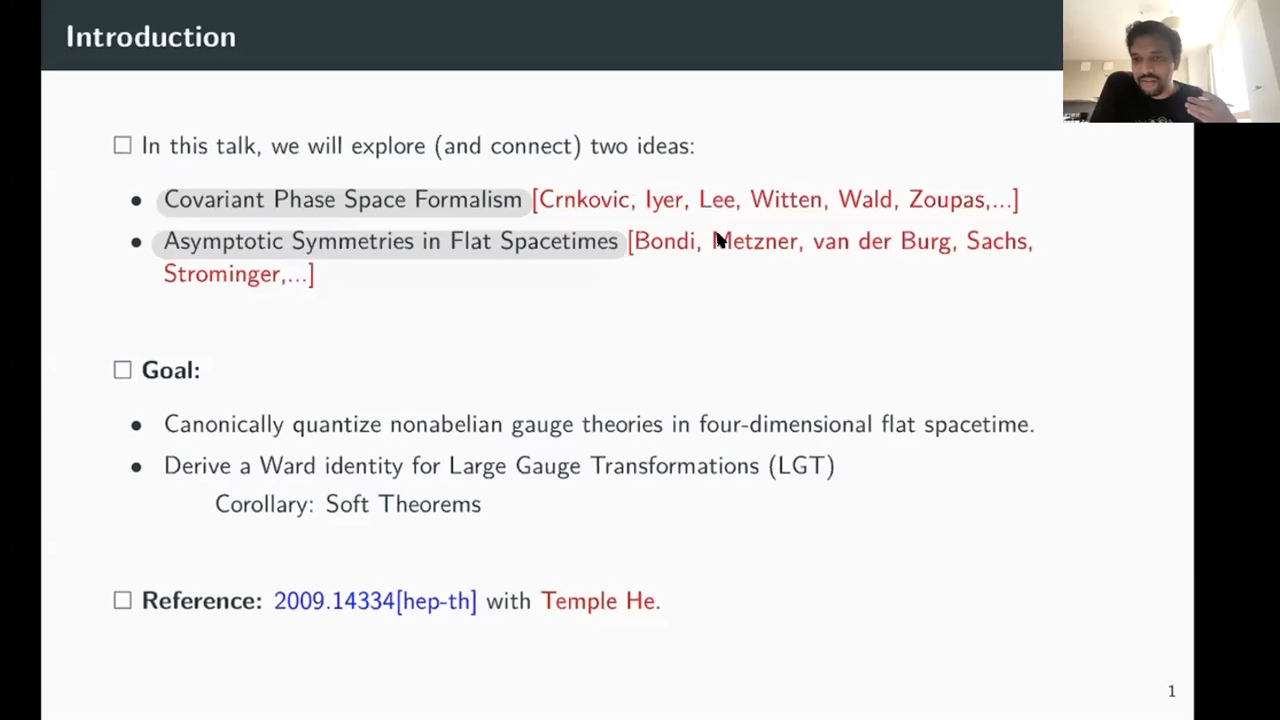 Introduction
□ In this talk, we will explore (and connect) two ideas:
• Covariant Phase Space Formalism [Crnkovic, Iyer, Lee, Witten, Wald, Zoupas,...]
• Asymptotic Symmetries in Flat Spacetimes [Bondi, Metzner, van der Burg, Sachs,
Strominger,...]
□ Goal:
• Canonically quantize nonabelian gauge theories in four-dimensional flat spacetime.
• Derive a Ward identity for Large Gauge Transformations (LGT)
Corollary: Soft Theorems
□ Reference: 2009.14334[hep-th] with Temple He.
1